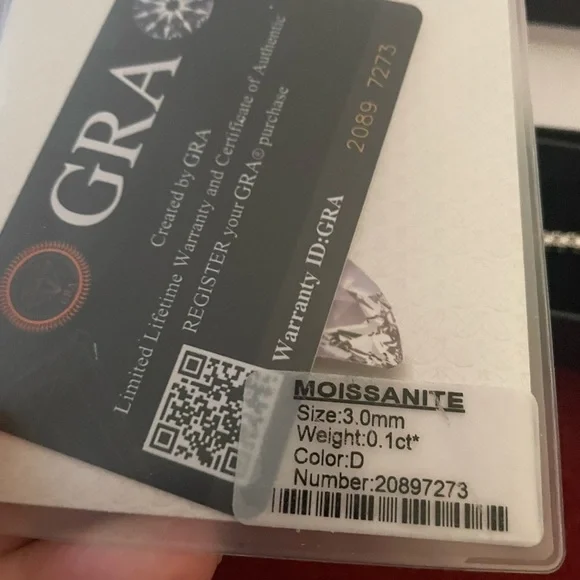 GRA
Created by GRA
Limited Lifetime Warranty and Certificate of Authentic
REGISTER your GRA® purchase
Warranty ID:GRA
2089 7273
MOISSANITE
Size:3.0mm
Weight:0.1ct*
Color:D
Number:20897273